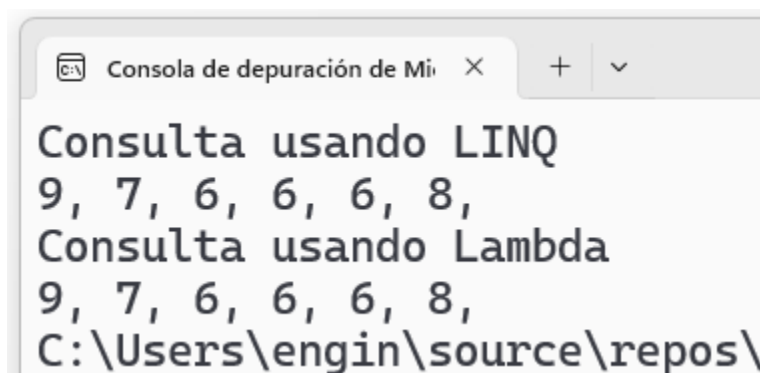 Consola de depuración de Mi
Consulta usando LINQ
9, 7, 6, 6, 6, 8,
Consulta usando Lambda
9, 7, 6, 6, 6, 8,
C:\Users\engin\source\repos\